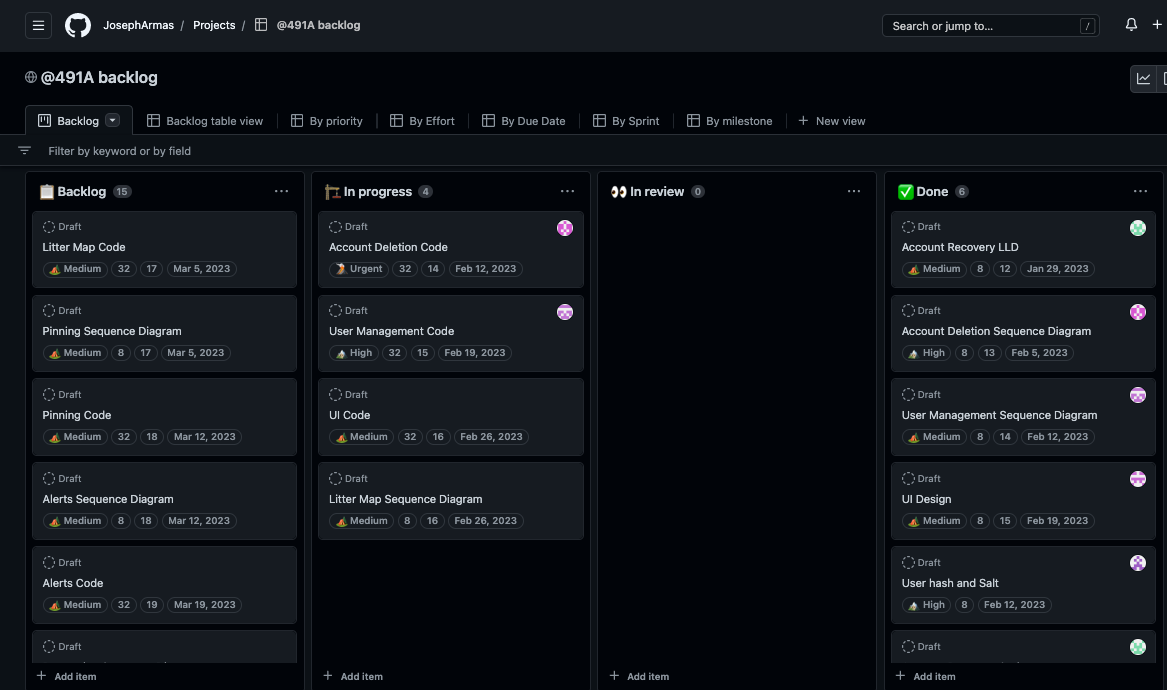 JosephArmas / Projects / @491A backlog
Search or jump to... /
@491A backlog
Backlog
Backlog table view
By priority
By Effort
By Due Date
By Sprint
By milestone
New view
Filter by keyword or by field
Backlog 15
Draft
Litter Map Code
Medium 32 17 Mar 5, 2023
Draft
Pinning Sequence Diagram
Medium 8 17 Mar 5, 2023
Draft
Pinning Code
Medium 32 18 Mar 12, 2023
Draft
Alerts Sequence Diagram
Medium 8 18 Mar 12, 2023
Draft
Alerts Code
Medium 32 19 Mar 19, 2023
Draft
Add item
In progress 4
Draft
Account Deletion Code
Urgent 32 14 Feb 12, 2023
Draft
User Management Code
High 32 15 Feb 19, 2023
Draft
UI Code
Medium 32 16 Feb 26, 2023
Draft
Litter Map Sequence Diagram
Medium 8 16 Feb 26, 2023
Add item
In review 0
Add item
Done 6
Draft
Account Recovery LLD
Medium 8 12 Jan 29, 2023
Draft
Account Deletion Sequence Diagram
High 8 13 Feb 5, 2023
Draft
User Management Sequence Diagram
Medium 8 14 Feb 12, 2023
Draft
UI Design
Medium 8 15 Feb 19, 2023
Draft
User hash and Salt
High 8 Feb 12, 2023
Draft
Add item